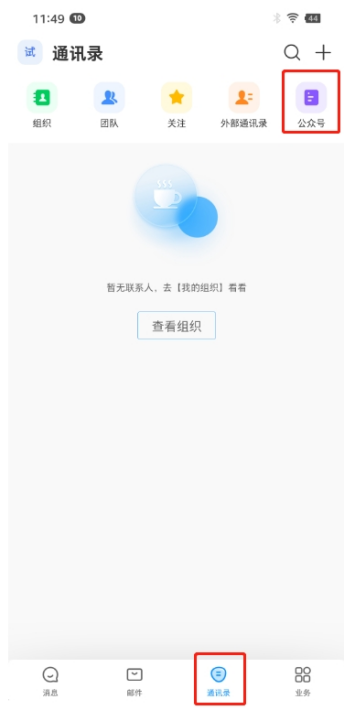 11:49 10 44
试 通讯录
组织 团队 关注 外部通讯录 公众号
暂无联系人，去【我的组织】看看
查看组织
消息 邮件 通讯录 业务